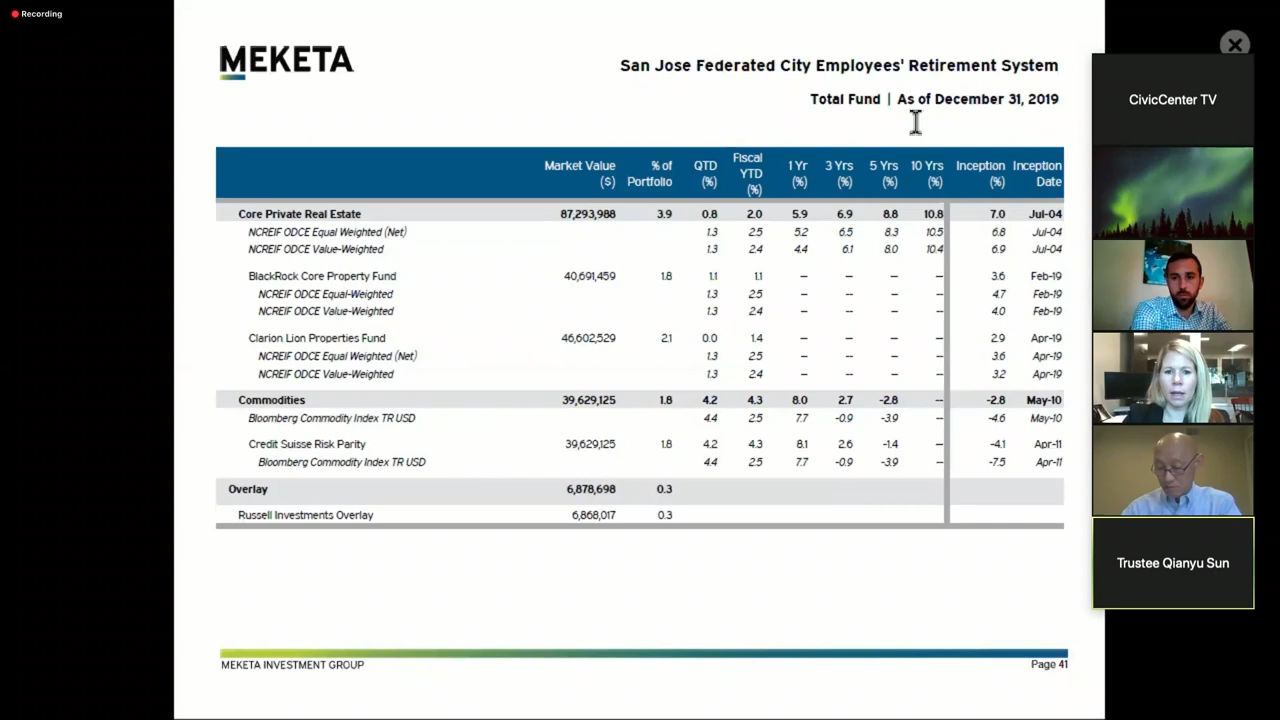 Recording
MEKETA
San Jose Federated City Employees' Retirement System
Total Fund | As of December 31, 2019
Market Value ($) % of Portfolio QTD (%) Fiscal YTD (%) 1 Yr (%) 3 Yrs (%) 5 Yrs (%) 10 Yrs (%) Inception (%) Inception Date
Core Private Real Estate 87,293,988 3.9 0.8 2.0 5.9 6.9 8.8 10.8 7.0 Jul-04
NCREIF ODCE Equal Weighted (Net) 1.3 2.5 5.2 6.5 8.3 10.5 6.8 Jul-04
NCREIF ODCE Value-Weighted 1.3 2.4 4.4 6.1 8.0 10.4 6.9 Jul-04
BlackRock Core Property Fund 40,691,459 1.8 1.1 1.1 -- -- -- -- 3.6 Feb-19
NCREIF ODCE Equal-Weighted 1.3 2.5 -- -- -- -- 4.7 Feb-19
NCREIF ODCE Value-Weighted 1.3 2.4 -- -- -- -- 4.0 Feb-19
Clarion Lion Properties Fund 46,602,529 2.1 0.0 1.4 -- -- -- -- 2.9 Apr-19
NCREIF ODCE Equal Weighted (Net) 1.3 2.5 -- -- -- -- 3.6 Apr-19
NCREIF ODCE Value-Weighted 1.3 2.4 -- -- -- -- 3.2 Apr-19
Commodities 39,629,125 1.8 4.2 4.3 8.0 2.7 -2.8 -- -2.8 May-10
Bloomberg Commodity Index TR USD 4.4 2.5 7.7 -0.9 -3.9 -- -4.6 May-10
Credit Suisse Risk Parity 39,629,125 1.8 4.2 4.3 8.1 2.6 -1.4 -- -4.1 Apr-11
Bloomberg Commodity Index TR USD 4.4 2.5 7.7 -0.9 -3.9 -- -7.5 Apr-11
Overlay 6,878,698 0.3
Russell Investments Overlay 6,868,017 0.3
MEKETA INVESTMENT GROUP
Page 41
CivicCenter TV
Trustee Qianyu Sun